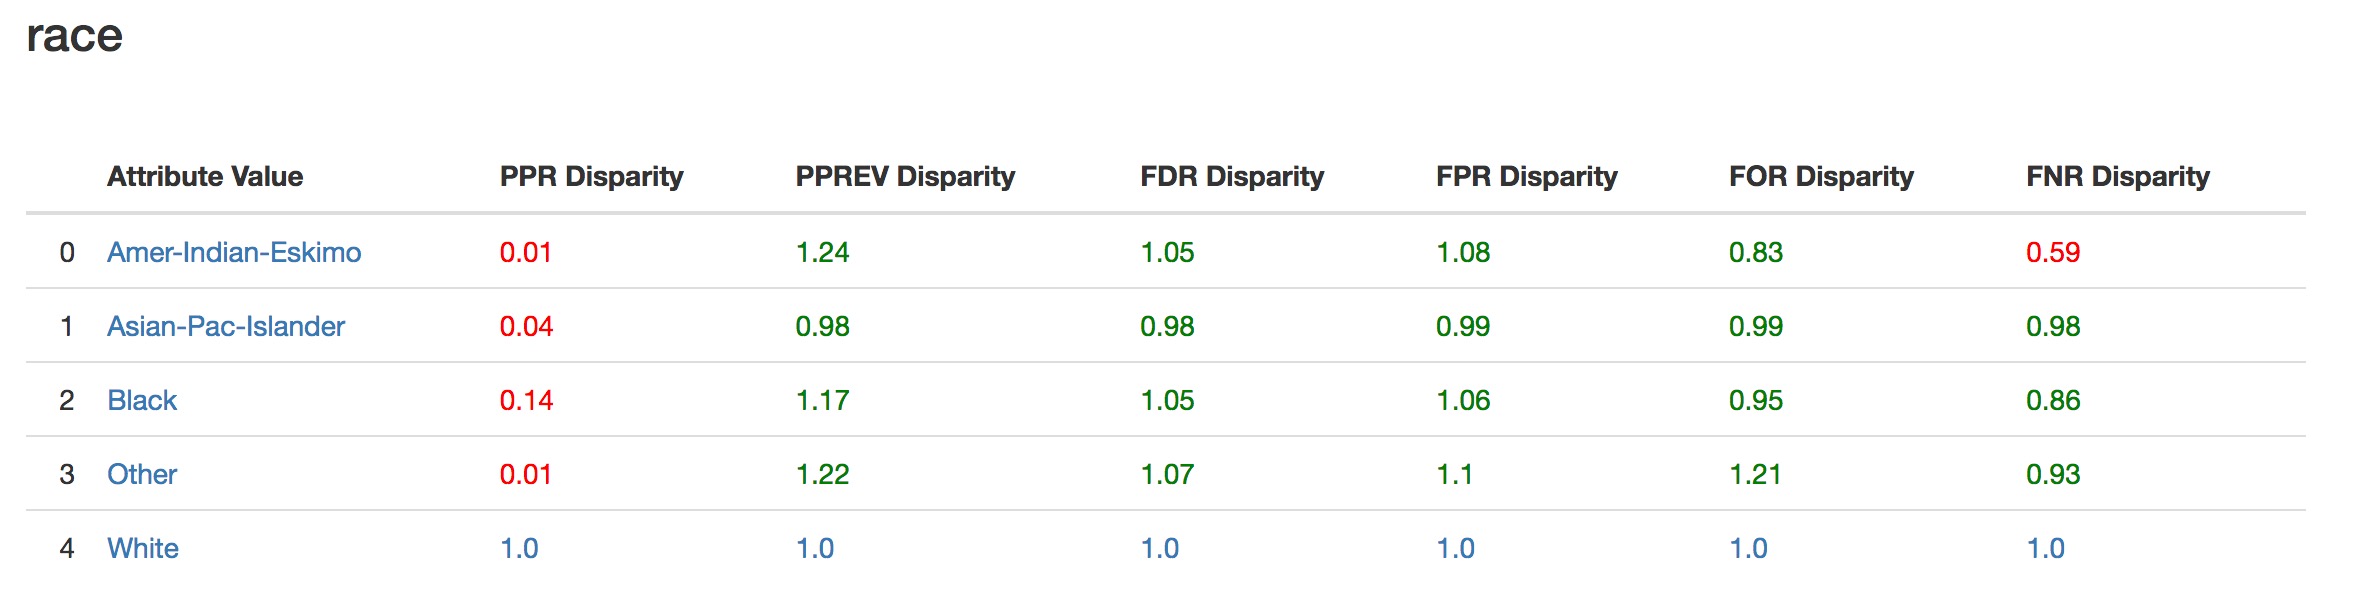 race
Attribute Value PPR Disparity PPREV Disparity FDR Disparity FPR Disparity FOR Disparity FNR Disparity
0 Amer-Indian-Eskimo 0.01 1.24 1.05 1.08 0.83 0.59
1 Asian-Pac-Islander 0.04 0.98 0.98 0.99 0.99 0.98
2 Black 0.14 1.17 1.05 1.06 0.95 0.86
3 Other 0.01 1.22 1.07 1.1 1.21 0.93
4 White 1.0 1.0 1.0 1.0 1.0 1.0